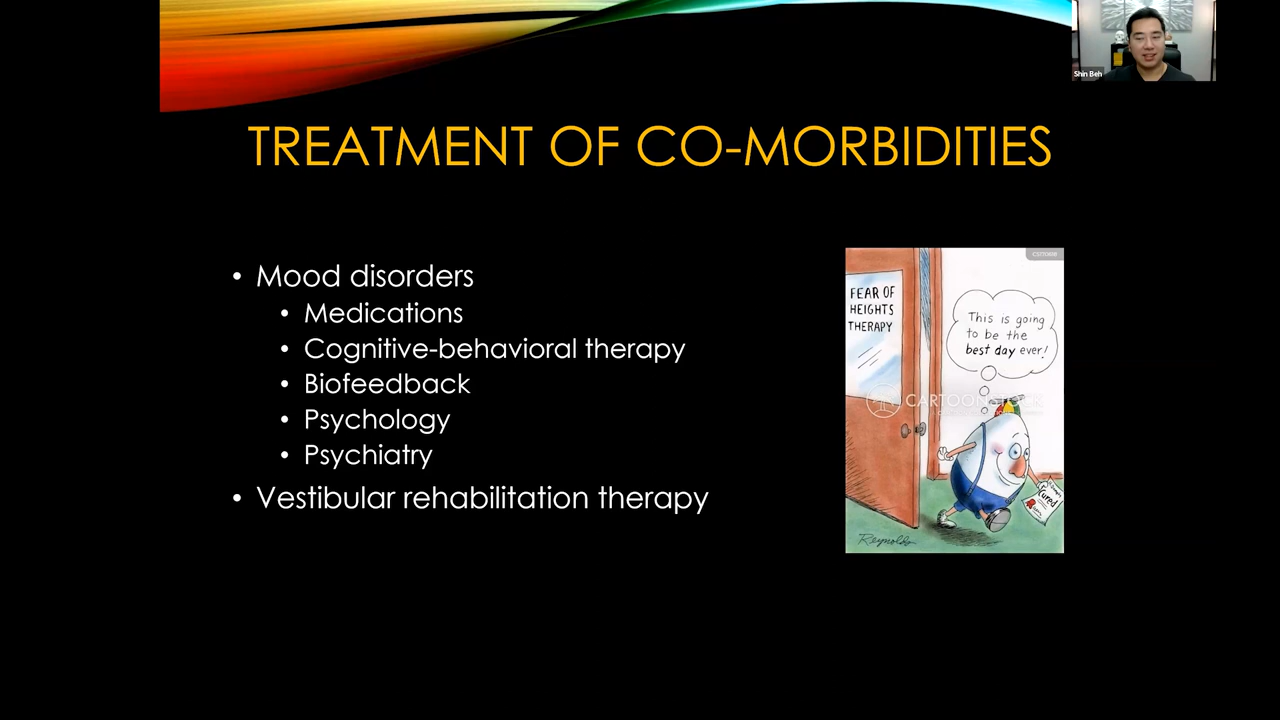 Shin Beh
TREATMENT OF CO-MORBIDITIES
• Mood disorders
• Medications
• Cognitive-behavioral therapy
• Biofeedback
• Psychology
• Psychiatry
• Vestibular rehabilitation therapy
FEAR OF
HEIGHTS
THERAPY
This is going
to be the
best day ever!
CARTOONSTOCK
Cured
Reynolds